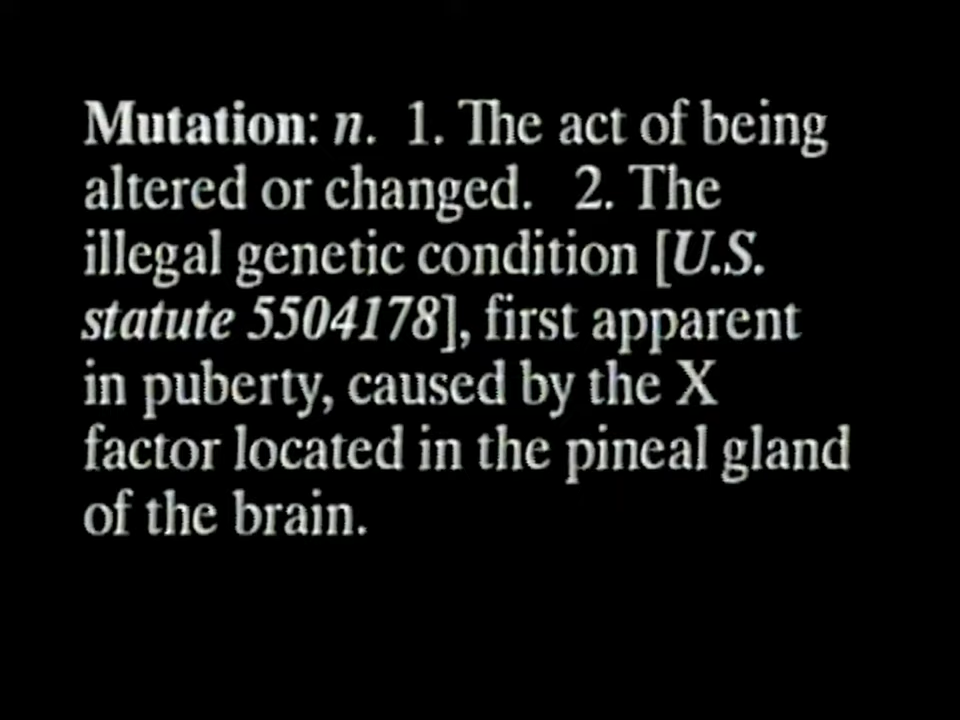 Mutation: n. 1. The act of being
altered or changed. 2. The
illegal genetic condition [U.S.
statute 5504178], first apparent
in puberty, caused by the X
factor located in the pineal gland
of the brain.